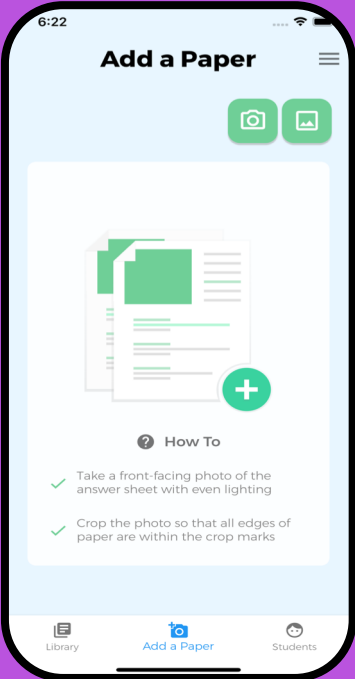 6:22
Add a Paper
How To
Take a front-facing photo of the
answer sheet with even lighting
Crop the photo so that all edges of
paper are within the crop marks
Library
Add a Paper
Students